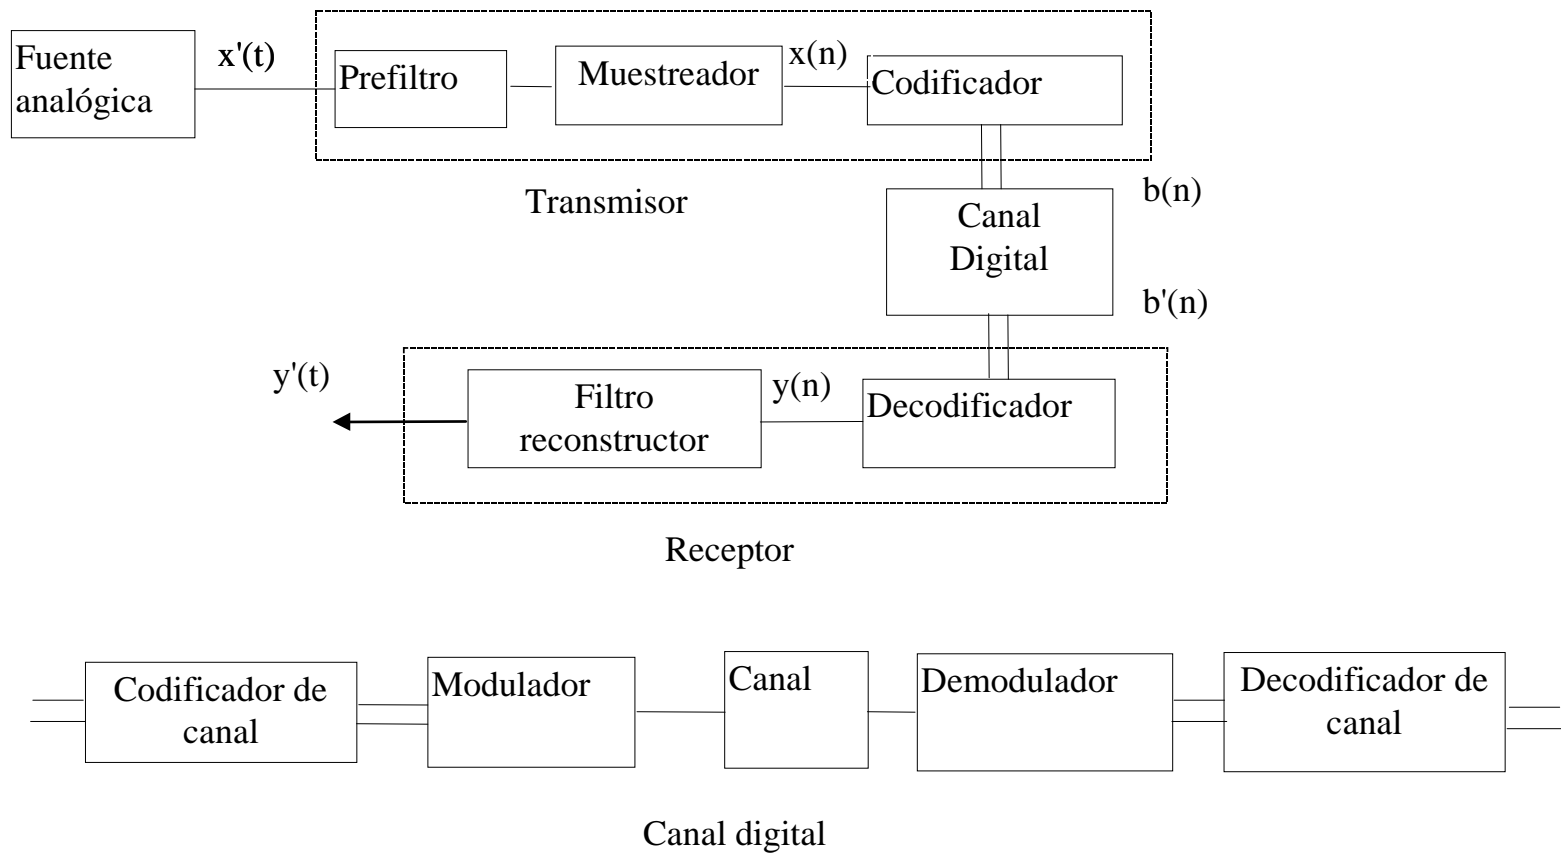 Fuente
analógica
x'(t)
Prefiltro
Muestreador
x(n)
Codificador
Transmisor
b(n)
Canal
Digital
b'(n)
y'(t)
Filtro
reconstructor
y(n)
Decodificador
Receptor
Codificador de
canal
Modulador
Canal
Demodulador
Decodificador de
canal
Canal digital